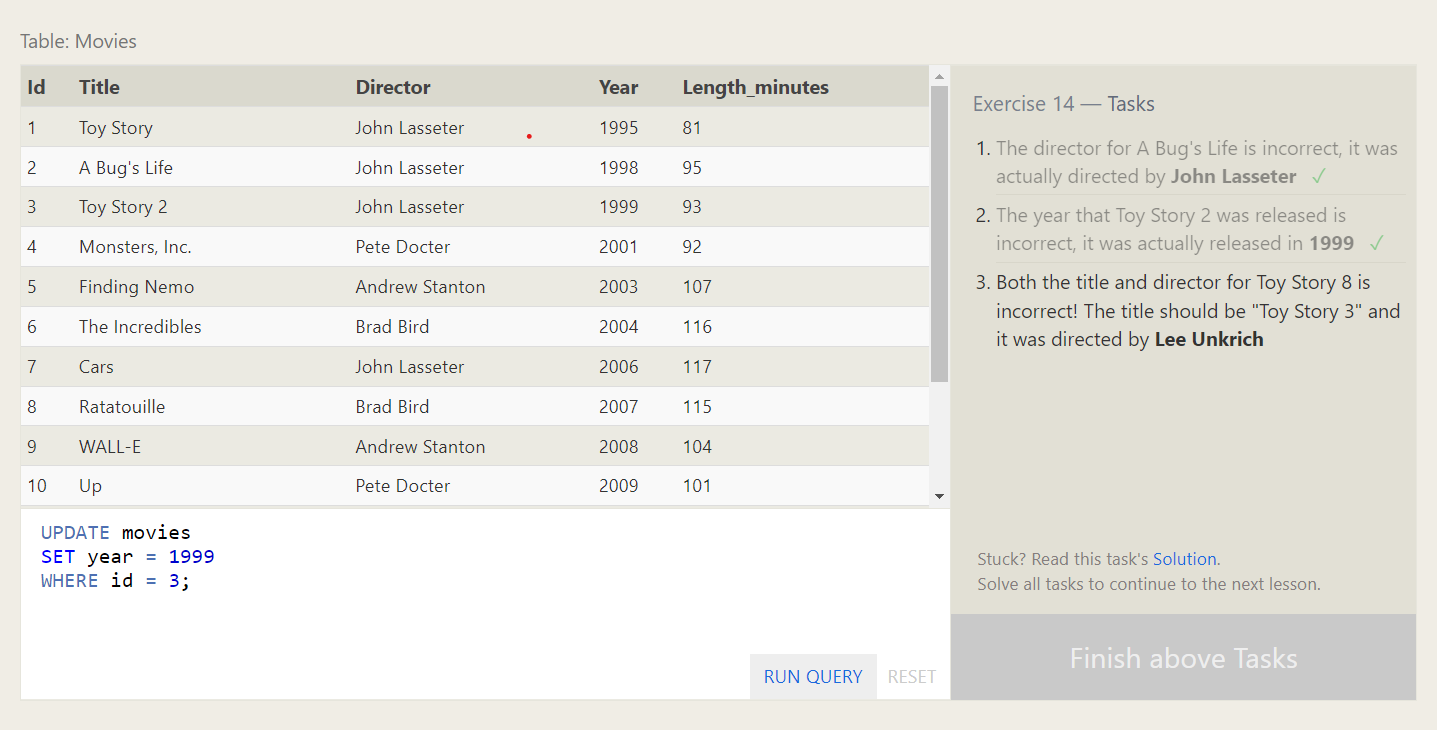 Table: Movies
Id Title Director Year Length_minutes
1 Toy Story John Lasseter 1995 81
2 A Bug's Life John Lasseter 1998 95
3 Toy Story 2 John Lasseter 1999 93
4 Monsters, Inc. Pete Docter 2001 92
5 Finding Nemo Andrew Stanton 2003 107
6 The Incredibles Brad Bird 2004 116
7 Cars John Lasseter 2006 117
8 Ratatouille Brad Bird 2007 115
9 WALL-E Andrew Stanton 2008 104
10 Up Pete Docter 2009 101
UPDATE movies
SET year = 1999
WHERE id = 3;
RUN QUERY RESET
Exercise 14 — Tasks
1. The director for A Bug's Life is incorrect, it was
actually directed by John Lasseter ✓
2. The year that Toy Story 2 was released is
incorrect, it was actually released in 1999 ✓
3. Both the title and director for Toy Story 8 is
incorrect! The title should be "Toy Story 3" and
it was directed by Lee Unkrich
Stuck? Read this task's Solution.
Solve all tasks to continue to the next lesson.
Finish above Tasks